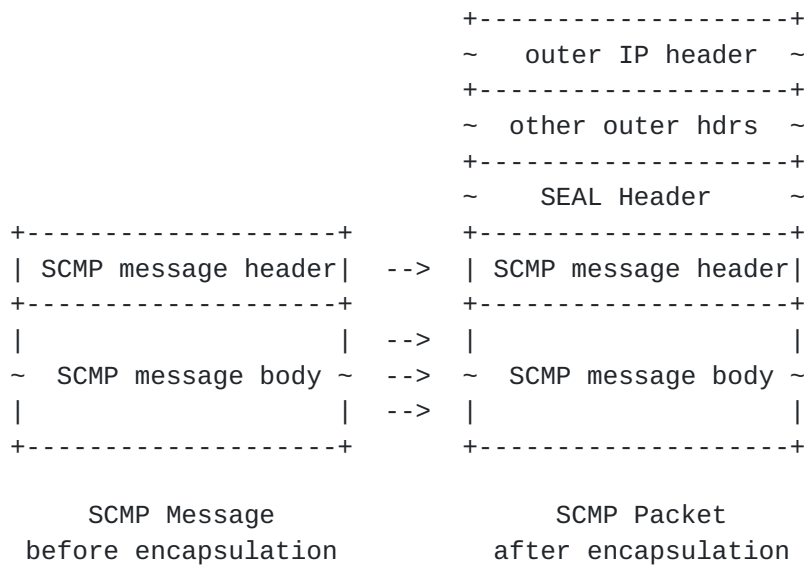 +--------------------+
                             ~   outer IP header  ~
                             +--------------------+
                             ~  other outer hdrs  ~
                             +--------------------+
                             ~    SEAL Header     ~
+--------------------+       +--------------------+
| SCMP message header|  -->  | SCMP message header|
+--------------------+       +--------------------+
|                    |  -->  |                    |
~  SCMP message body ~  -->  ~  SCMP message body ~
|                    |  -->  |                    |
+--------------------+       +--------------------+

     SCMP Message                  SCMP Packet
 before encapsulation          after encapsulation